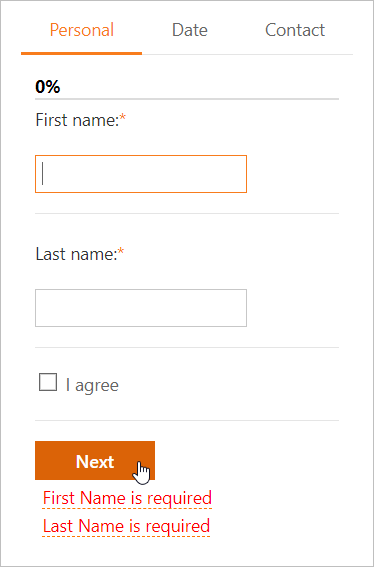 Personal Date Contact
0%
First name:*
Last name:*
I agree
Next
First Name is required
Last Name is required